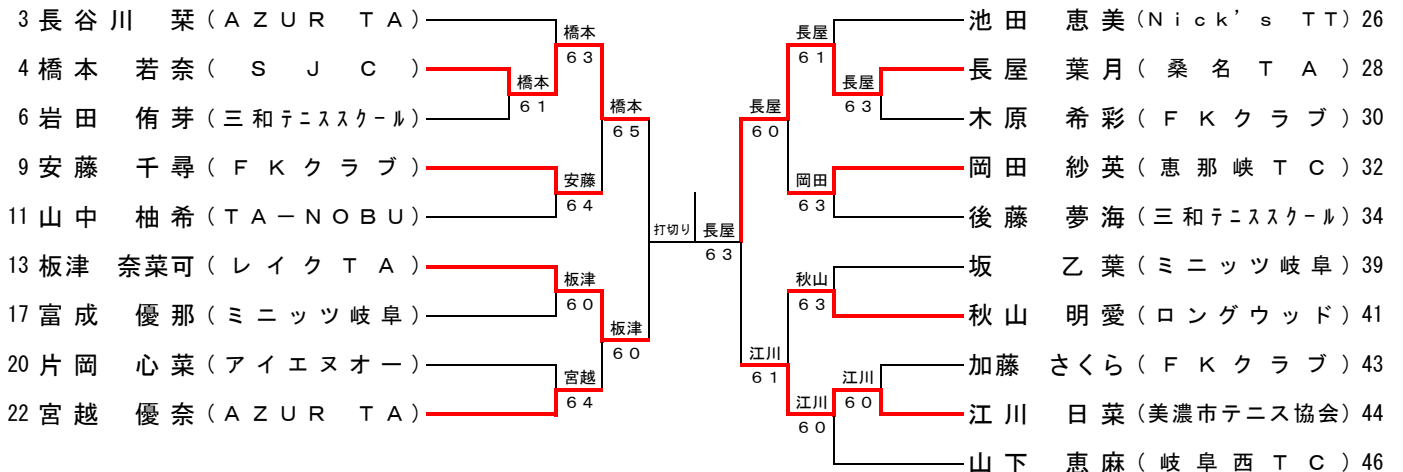 3 長谷川 栞(AZUR TA)
4 橋本 若奈(SJC)
6 岩田 侑芽(三和テニススクール)
9 安藤 千尋(FKクラブ)
11 山中 柚希(TA－NOBU)
13 板津 奈菜可(レイクTA)
17 富成 優那(ミニッツ岐阜)
20 片岡 心菜(アイエヌオー)
22 宮越 優奈(AZUR TA)
橋本
61
橋本
63
安藤
64
板津
60
宮越
64
橋本
65
板津
60
打切り
長屋
63
長屋
60
江川
61
長屋
61
岡田
63
秋山
63
江川
60
長屋
63
江川
60
池田 恵美(Nick’s TT) 26
長屋 葉月(桑名TA) 28
木原 希彩(FKクラブ) 30
岡田 紗英(恵那峡TC) 32
後藤 夢海(三和テニススクール) 34
坂 乙葉(ミニッツ岐阜) 39
秋山 明愛(ロングウッド) 41
加藤 さくら(FKクラブ) 43
江川 日菜(美濃市テニス協会) 44
山下 恵麻(岐阜西TC) 46